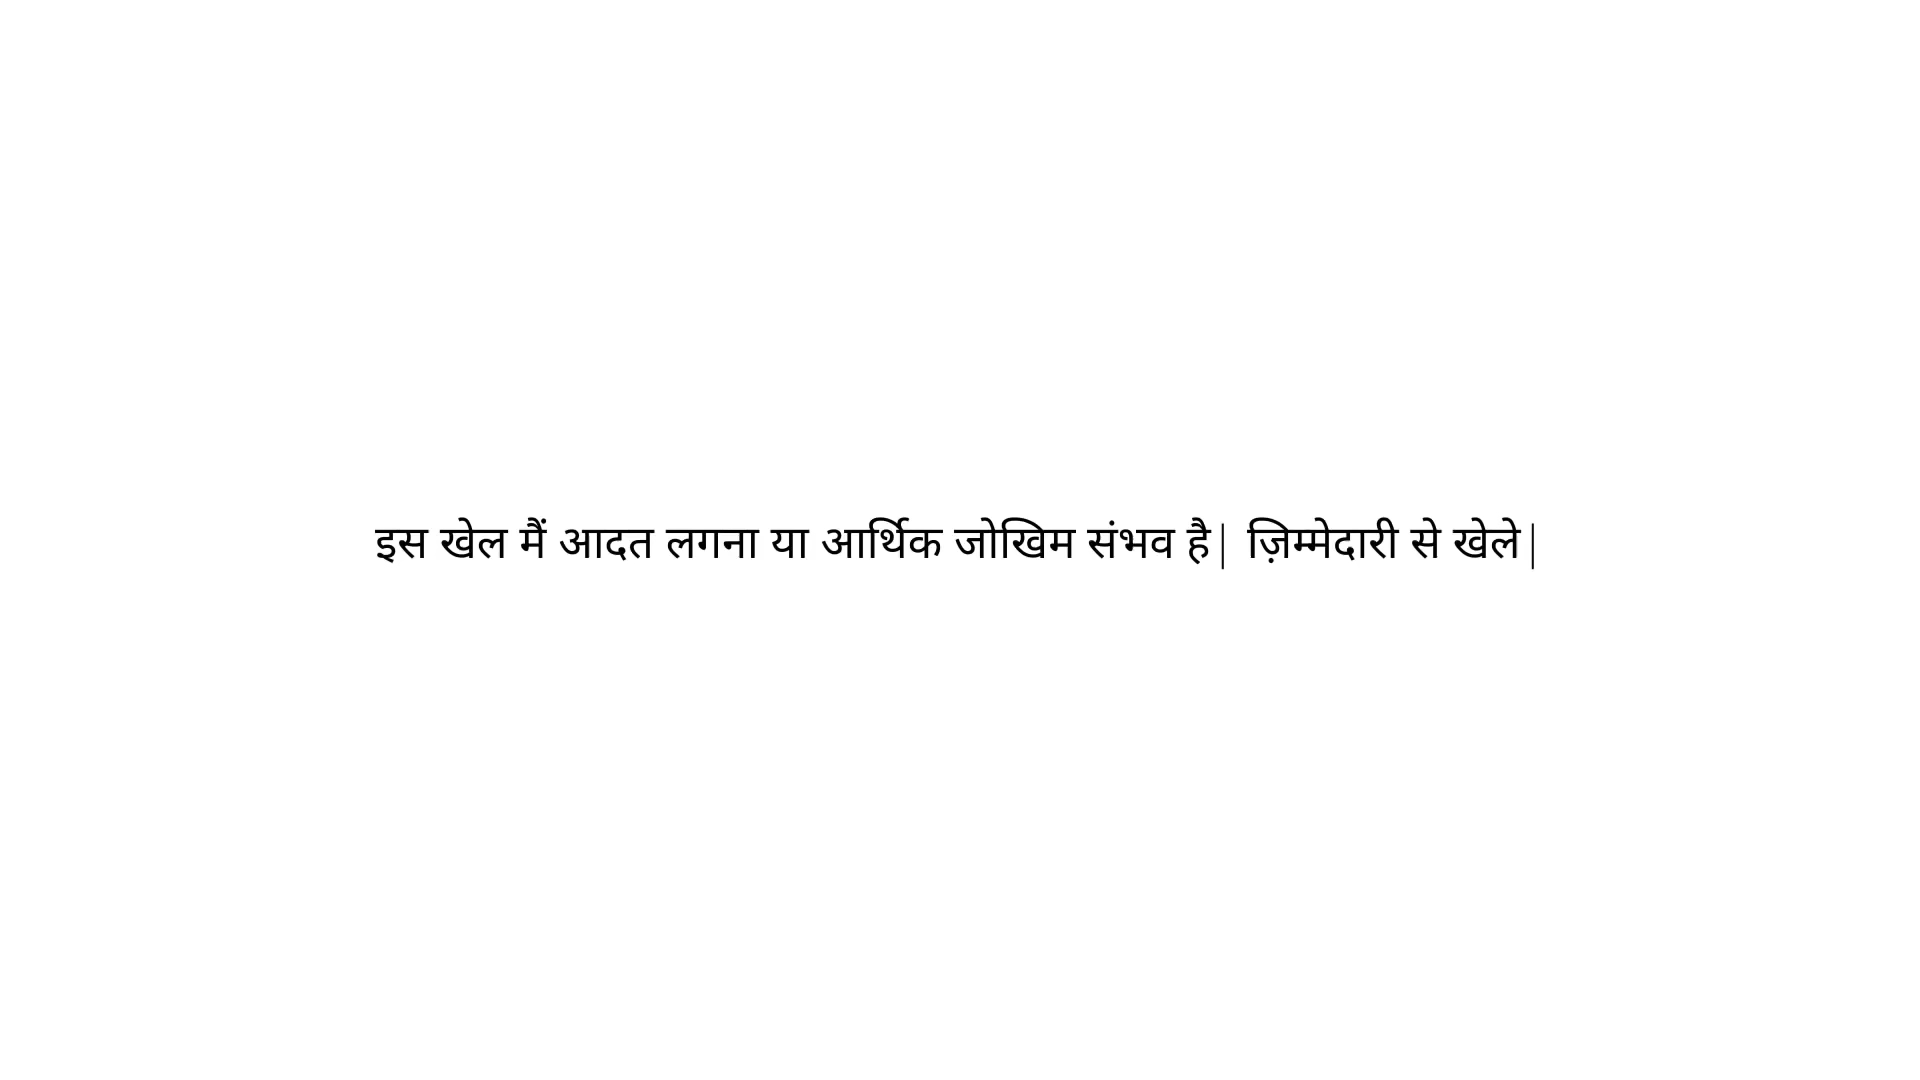 इस खेल मैं आदत लगना या आर्थिक जोखिम संभव है| ज़िम्मेदारी से खेले|